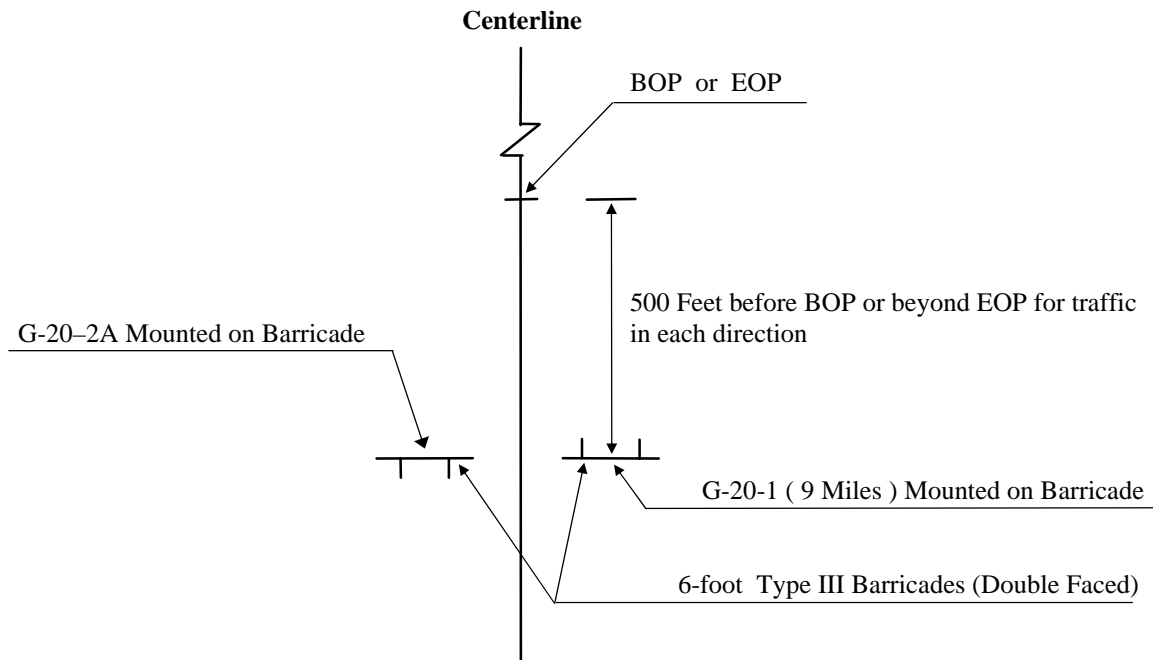 Centerline
BOP or EOP
500 Feet before BOP or beyond EOP for traffic
in each direction
G-20–2A Mounted on Barricade
G-20-1 ( 9 Miles ) Mounted on Barricade
6-foot Type III Barricades (Double Faced)